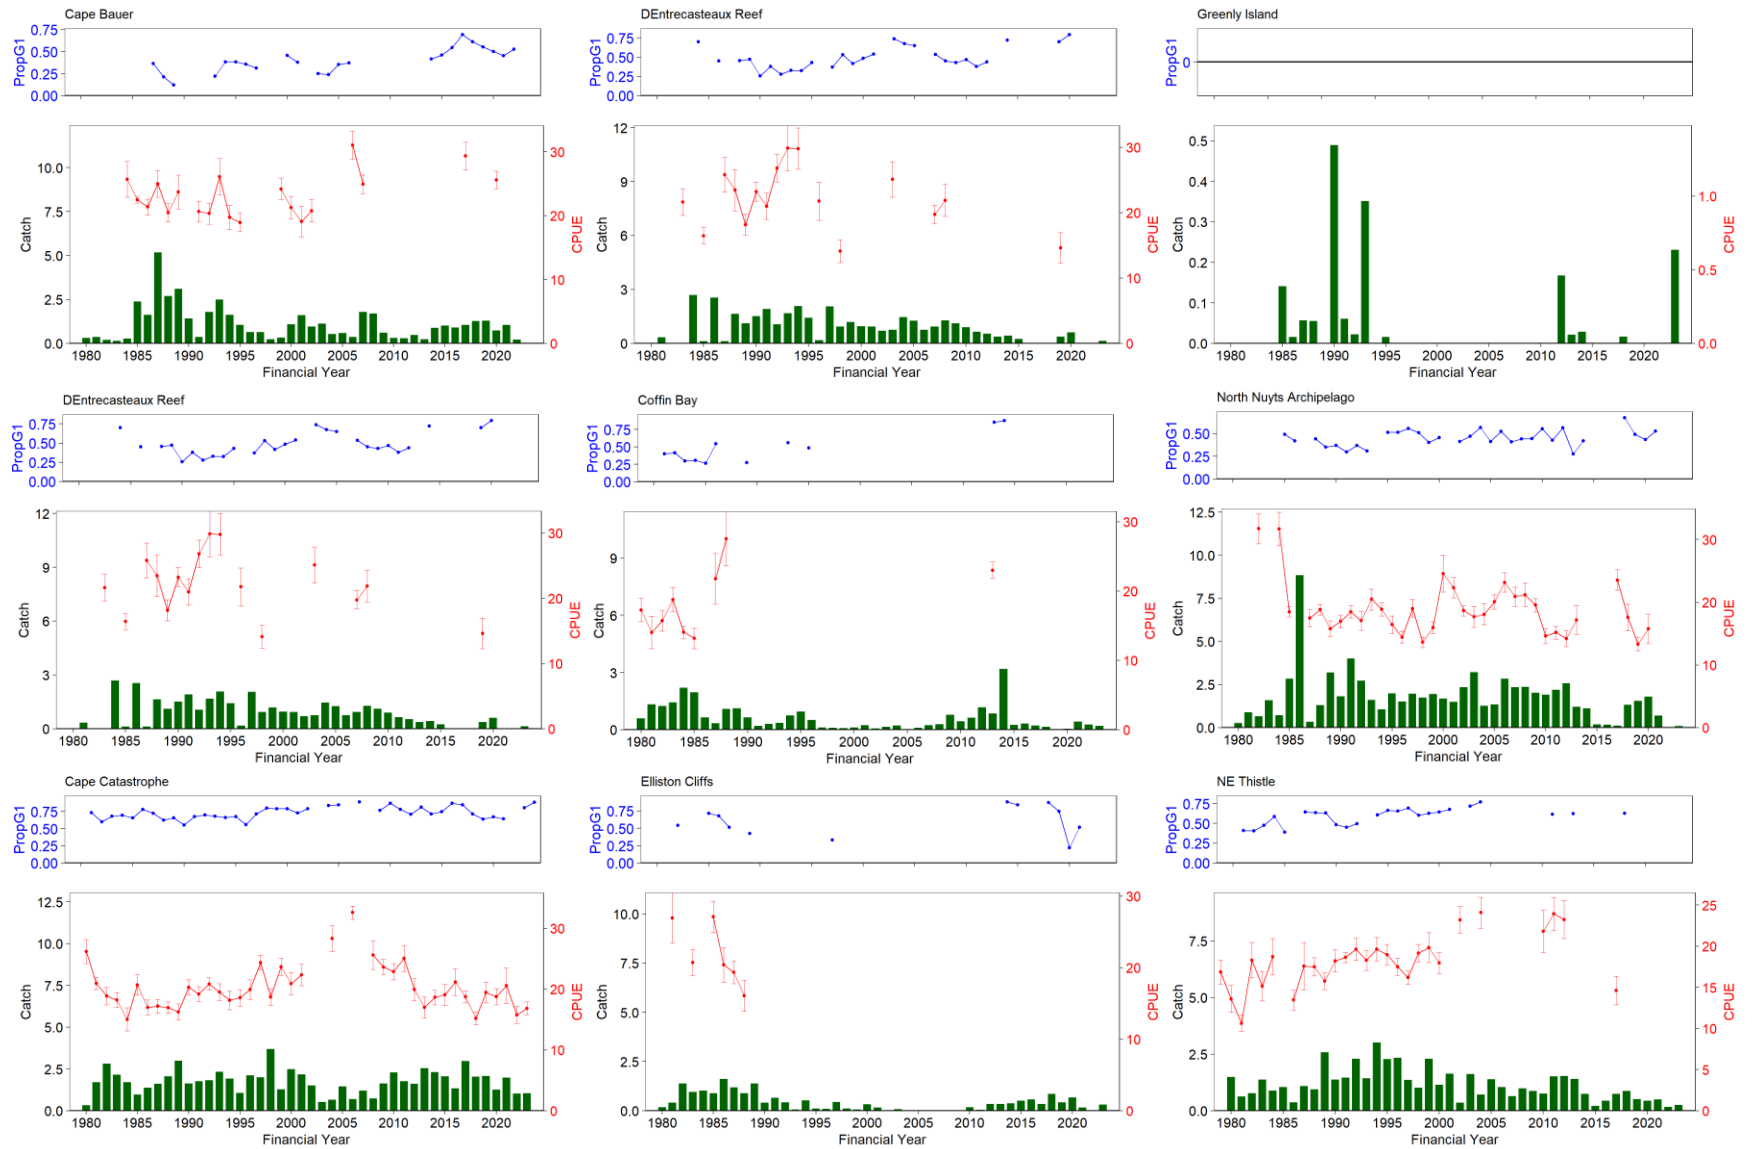 Cape Bauer
PropG1
0.75
0.50
0.25
0.00
Catch
10.0
7.5
5.0
2.5
0.0
30
20
10
0
CPUE
1980 1985 1990 1995 2000 2005 2010 2015 2020
Financial Year
DEntrecasteaux Reef
PropG1
0.75
0.50
0.25
0.00
Catch
12
9
6
3
0
30
20
10
0
CPUE
1980 1985 1990 1995 2000 2005 2010 2015 2020
Financial Year
Greenly Island
PropG1
0
Catch
0.5
0.4
0.3
0.2
0.1
0.0
1.0
0.5
0.0
CPUE
1980 1985 1990 1995 2000 2005 2010 2015 2020
Financial Year
DEntrecasteaux Reef
PropG1
0.75
0.50
0.25
0.00
Catch
12
9
6
3
0
30
20
10
0
CPUE
1980 1985 1990 1995 2000 2005 2010 2015 2020
Financial Year
Coffin Bay
PropG1
0.75
0.50
0.25
0.00
Catch
9
6
3
0
30
20
10
0
CPUE
1980 1985 1990 1995 2000 2005 2010 2015 2020
Financial Year
North Nuyts Archipelago
PropG1
0.50
0.25
0.00
Catch
12.5
10.0
7.5
5.0
2.5
0.0
30
20
10
0
CPUE
1980 1985 1990 1995 2000 2005 2010 2015 2020
Financial Year
Cape Catastrophe
PropG1
0.75
0.50
0.25
0.00
Catch
12.5
10.0
7.5
5.0
2.5
0.0
30
20
10
0
CPUE
1980 1985 1990 1995 2000 2005 2010 2015 2020
Financial Year
Elliston Cliffs
PropG1
0.75
0.50
0.25
0.00
Catch
10.0
7.5
5.0
2.5
0.0
30
20
10
0
CPUE
1980 1985 1990 1995 2000 2005 2010 2015 2020
Financial Year
NE Thistle
PropG1
0.75
0.50
0.25
0.00
Catch
7.5
5.0
2.5
0.0
25
20
15
10
5
0
CPUE
1980 1985 1990 1995 2000 2005 2010 2015 2020
Financial Year